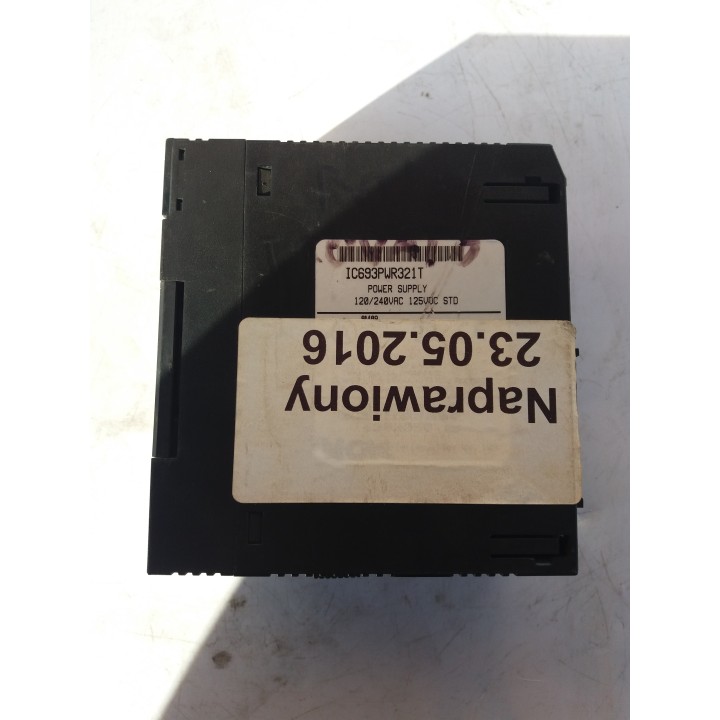 IC693PWR321T
POWER SUPPLY
120/240VAC 125VDC STD
Naprawiony
23.05.2016